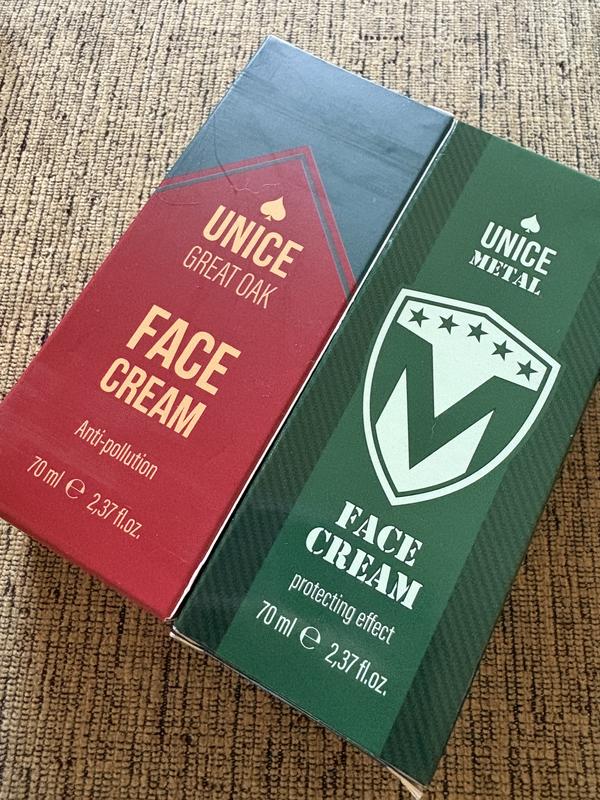 UNICE
GREAT OAK
FACE
CREAM
Anti-pollution
70 ml ℮ 2,37 fl.oz.
UNICE
METAL
M
FACE
CREAM
protecting effect
70 ml ℮ 2,37 fl.oz.